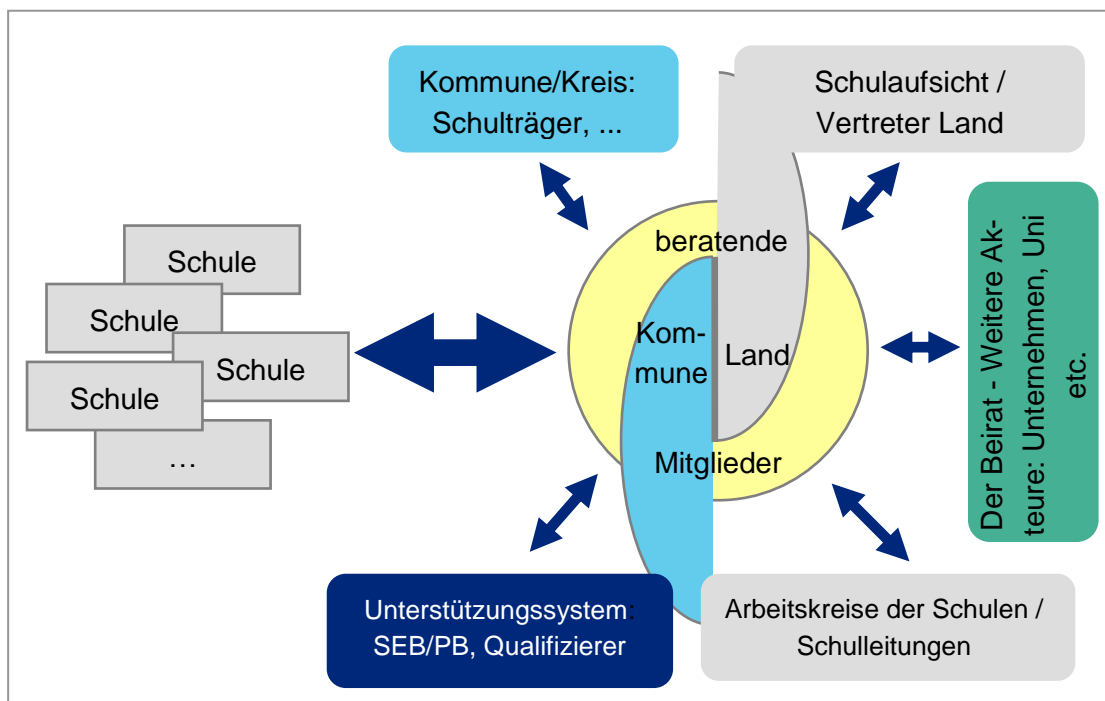 Kommune/Kreis:
Schulträger, ...
Schulaufsicht /
Vertreter Land
Schule
Schule
Schule
Schule
…
beratende
Kom-
mune
Land
Mitglieder
Der Beirat - Weitere Ak-
teure: Unternehmen, Uni
etc.
Unterstützungssystem:
SEB/PB, Qualifizierer
Arbeitskreise der Schulen /
Schulleitungen